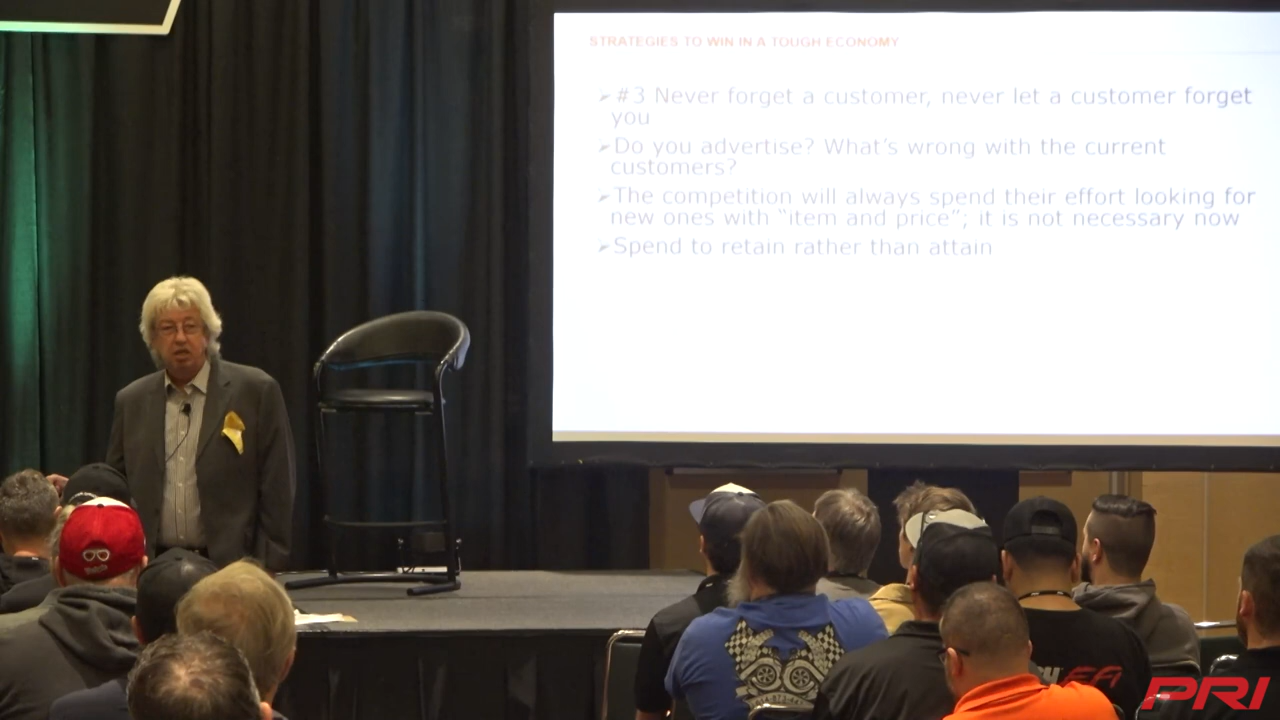 STRATEGIES TO WIN IN A TOUGH ECONOMY
#3 Never forget a customer, never let a customer forget
you
Do you advertise? What's wrong with the current
customers?
The competition will always spend their effort looking for
new ones with “item and price”; it is not necessary now
Spend to retain rather than attain
PRI